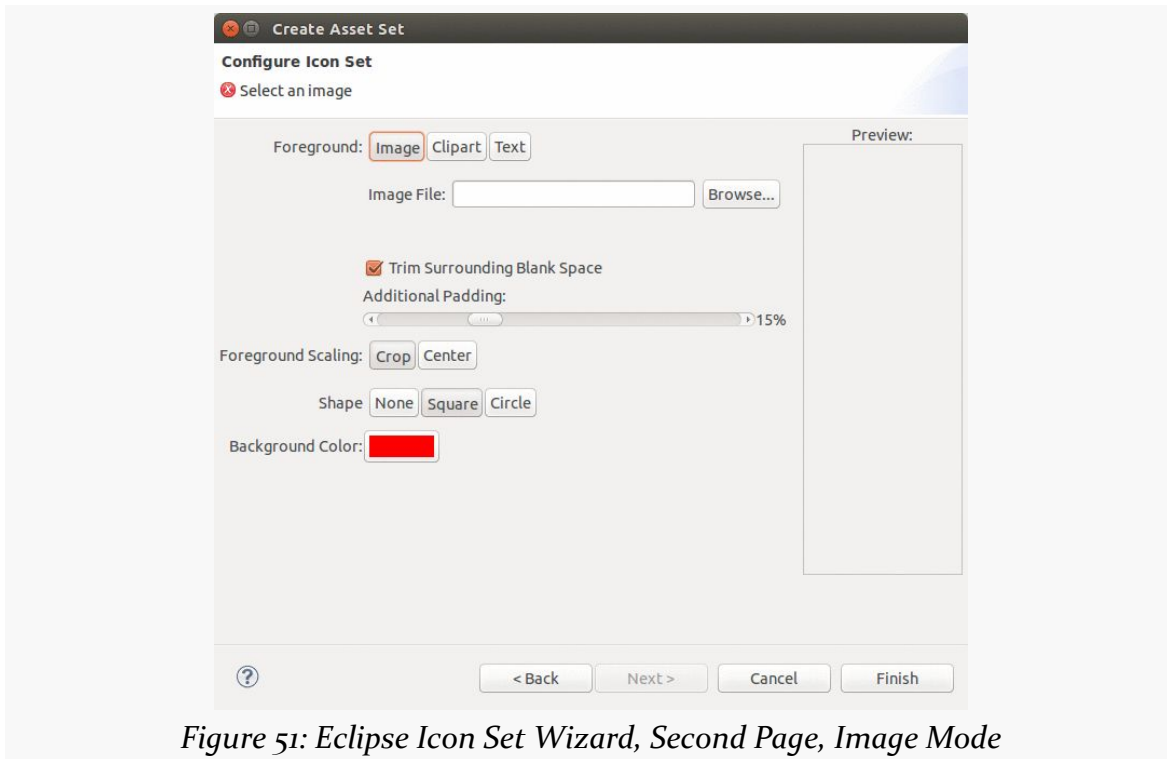 Create Asset Set
Configure Icon Set
Select an image
Foreground: Image Clipart Text
Preview:
Image File: Browse...
Trim Surrounding Blank Space
Additional Padding:
15%
Foreground Scaling: Crop Center
Shape None Square Circle
Background Color:
? < Back Next > Cancel Finish
Figure 51: Eclipse Icon Set Wizard, Second Page, Image Mode